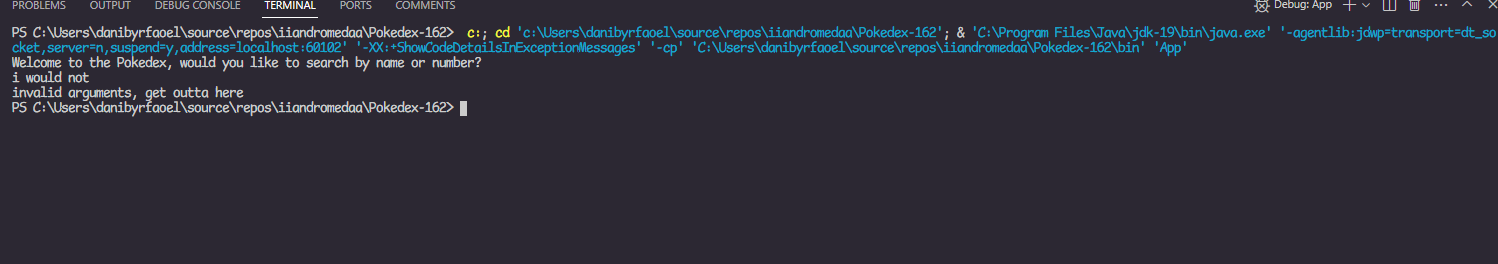 PROBLEMS OUTPUT DEBUG CONSOLE TERMINAL PORTS COMMENTS Debug: App
PS C:\Users\danibyrfaoel\source\repos\iiandromedaa\Pokedex-162> c:; cd 'c:\Users\danibyrfaoel\source\repos\iiandromedaa\Pokedex-162'; & 'C:\Program Files\Java\jdk-19\bin\java.exe' '-agentlib:jdwp=transport=dt_so
cket,server=n,suspend=y,address=localhost:60102' '-XX:+ShowCodeDetailsInExceptionMessages' '-cp' 'C:\Users\danibyrfaoel\source\repos\iiandromedaa\Pokedex-162\bin' 'App'
Welcome to the Pokedex, would you like to search by name or number?
i would not
invalid arguments, get outta here
PS C:\Users\danibyrfaoel\source\repos\iiandromedaa\Pokedex-162>